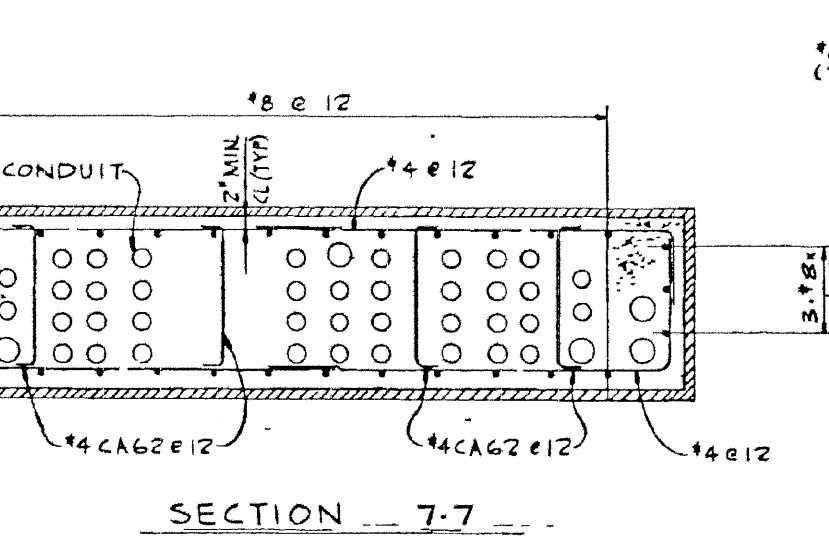 #8 @ 12
CONDUIT
2" MIN
CL (TYP)
#4 @ 12
3-#8
#4 CA62 @ 12
#4 CA62 @ 12
#4 @ 12
SECTION 7-7